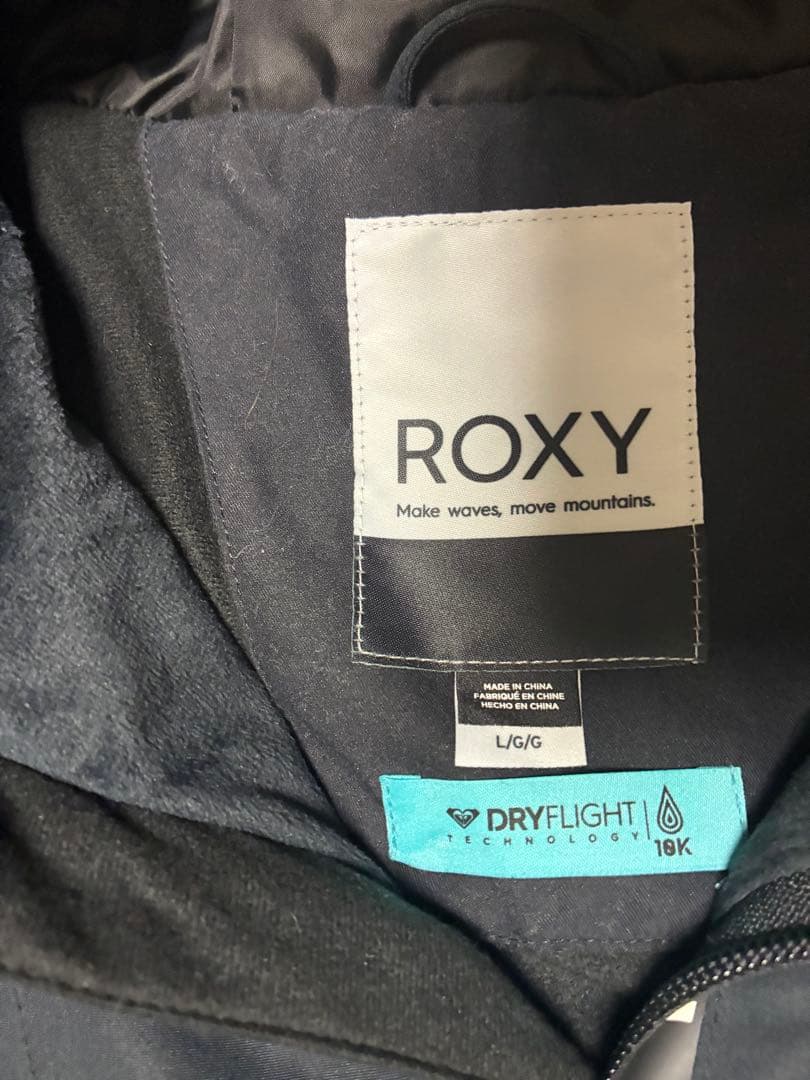 ROXY
Make waves, move mountains.
MADE IN CHINA
FABRIQUÉ EN CHINE
HECHO EN CHINA
L/G/G
DRYFLIGHT
TECHNOLOGY
10K